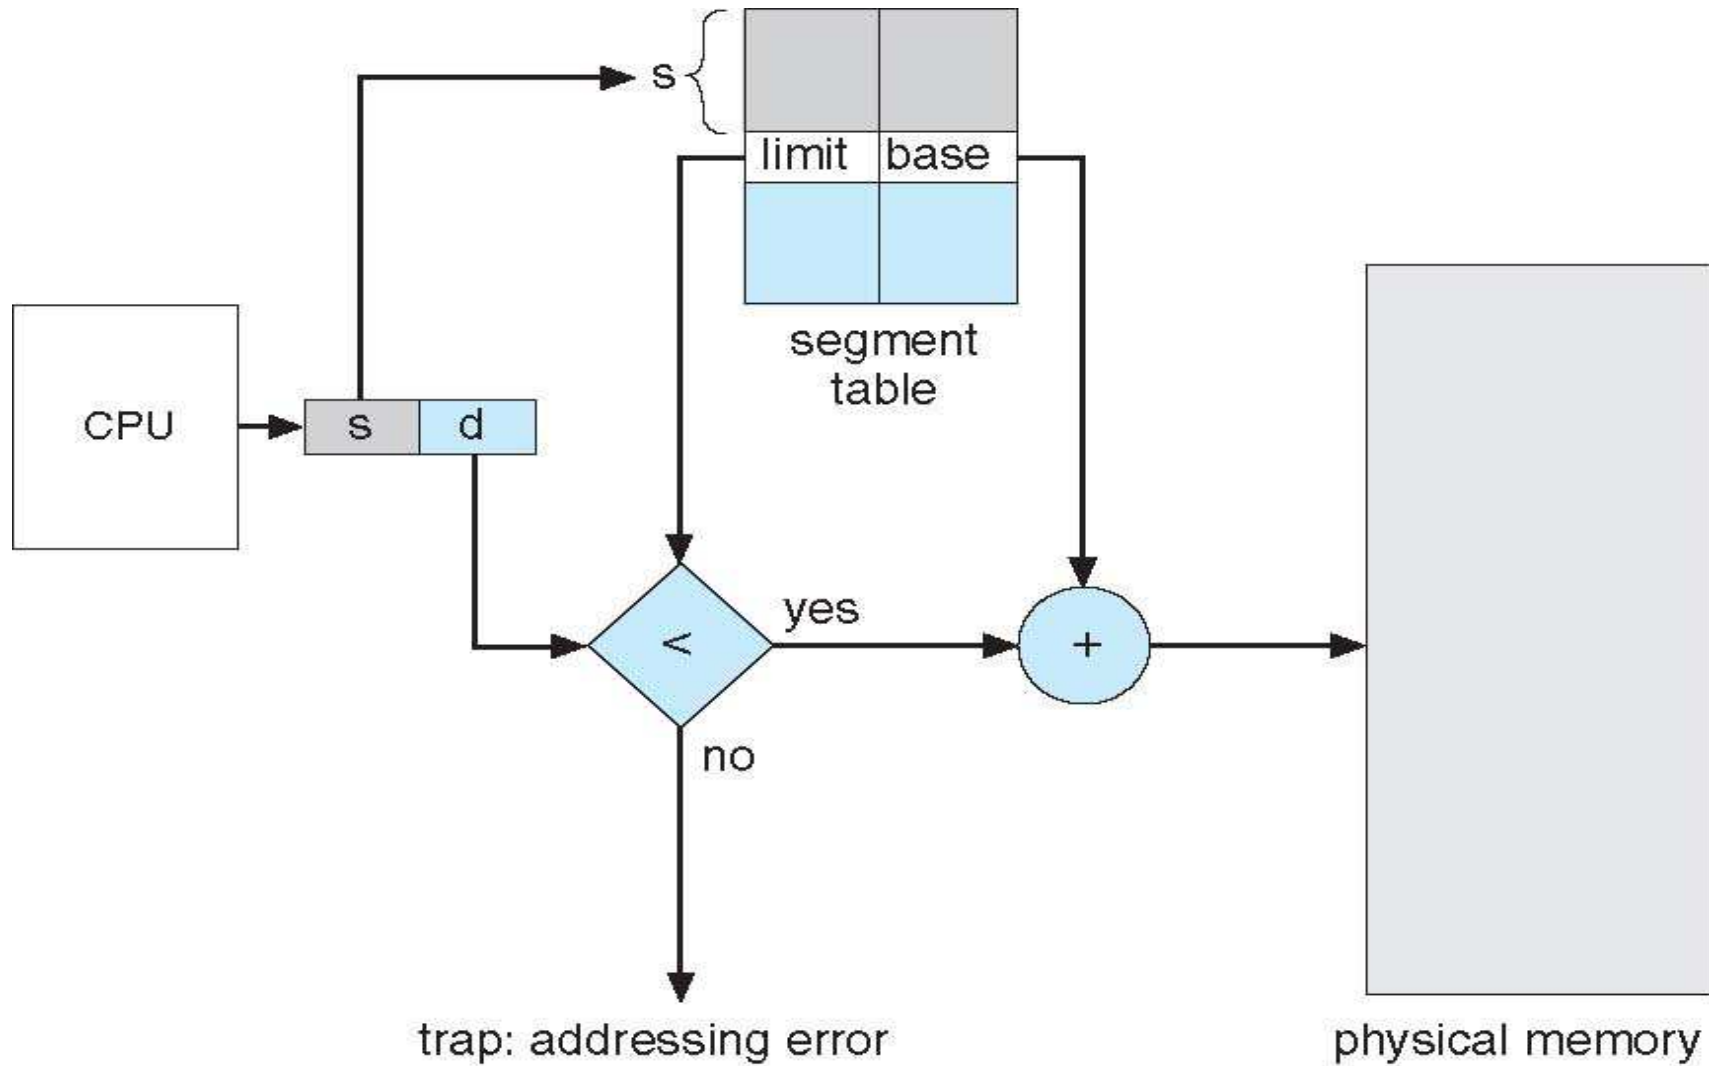 s
limit
base
segment
table
CPU
s
d
<
yes
+
no
trap: addressing error
physical memory